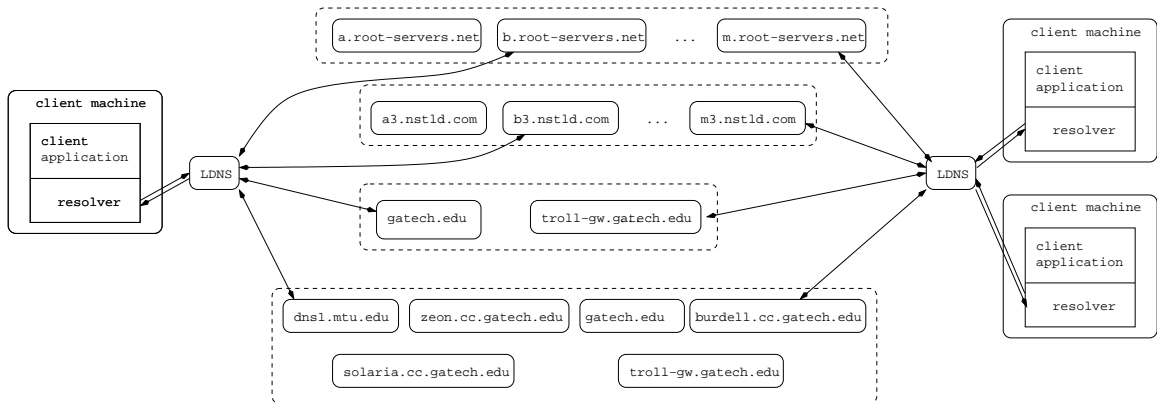 a.root-servers.net
b.root-servers.net
...
m.root-servers.net
client machine
client
application
resolver
client machine
client
application
resolver
a3.nstld.com
b3.nstld.com
...
m3.nstld.com
LDNS
LDNS
gatech.edu
troll-gw.gatech.edu
client machine
client
application
resolver
dns1.mtu.edu
zeon.cc.gatech.edu
gatech.edu
burdell.cc.gatech.edu
solaria.cc.gatech.edu
troll-gw.gatech.edu